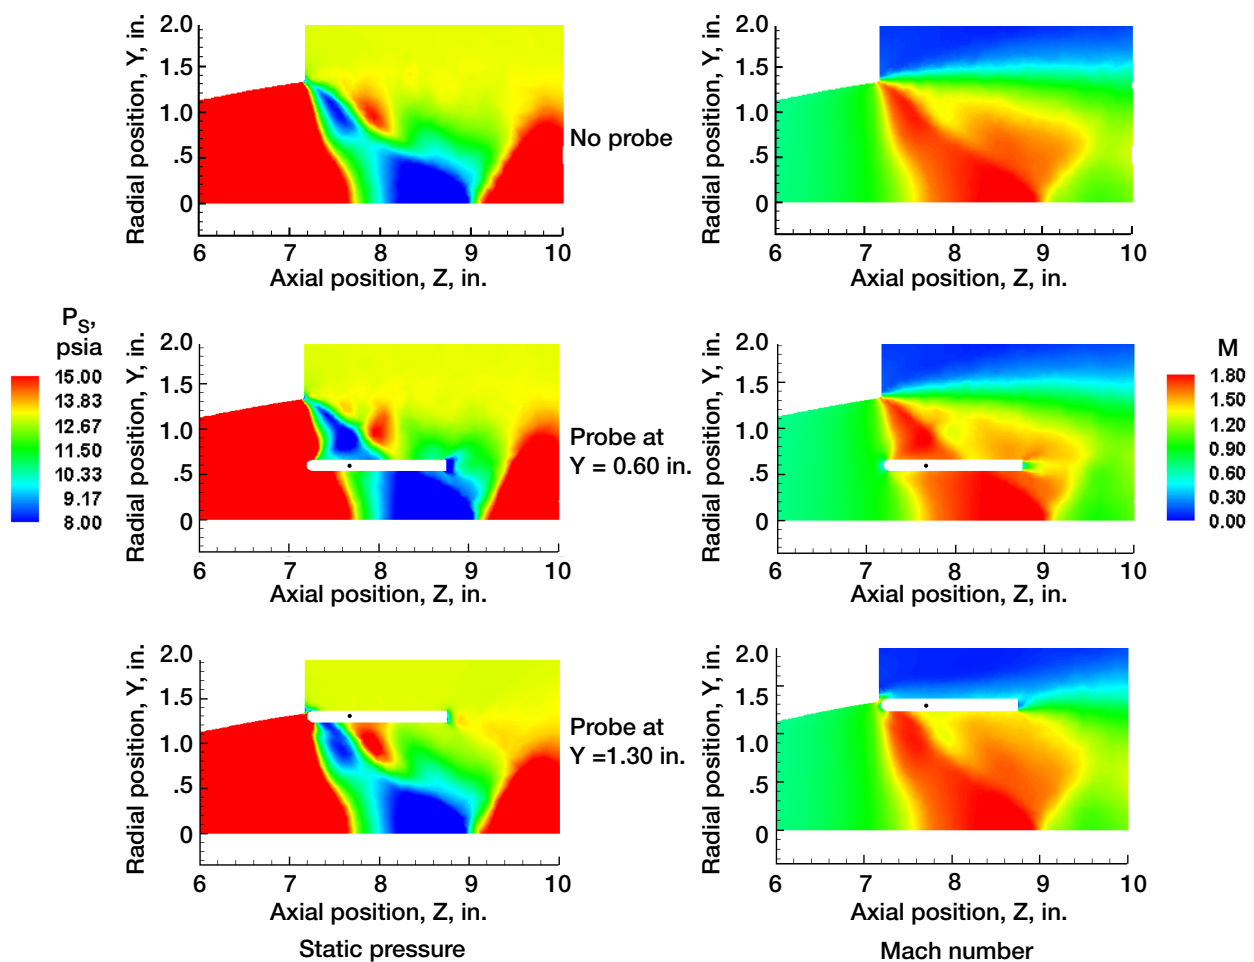 2.0
1.5
1.0
.5
0
Radial position, Y, in.
6 7 8 9 10
Axial position, Z, in.
No probe
2.0
1.5
1.0
.5
0
Radial position, Y, in.
6 7 8 9 10
Axial position, Z, in.
PS,
psia
15.00
13.83
12.67
11.50
10.33
9.17
8.00
2.0
1.5
1.0
.5
0
Radial position, Y, in.
6 7 8 9 10
Axial position, Z, in.
Probe at
Y = 0.60 in.
2.0
1.5
1.0
.5
0
Radial position, Y, in.
6 7 8 9 10
Axial position, Z, in.
M
1.80
1.50
1.20
0.90
0.60
0.30
0.00
2.0
1.5
1.0
.5
0
Radial position, Y, in.
6 7 8 9 10
Axial position, Z, in.
Static pressure
Probe at
Y =1.30 in.
2.0
1.5
1.0
.5
0
Radial position, Y, in.
6 7 8 9 10
Axial position, Z, in.
Mach number